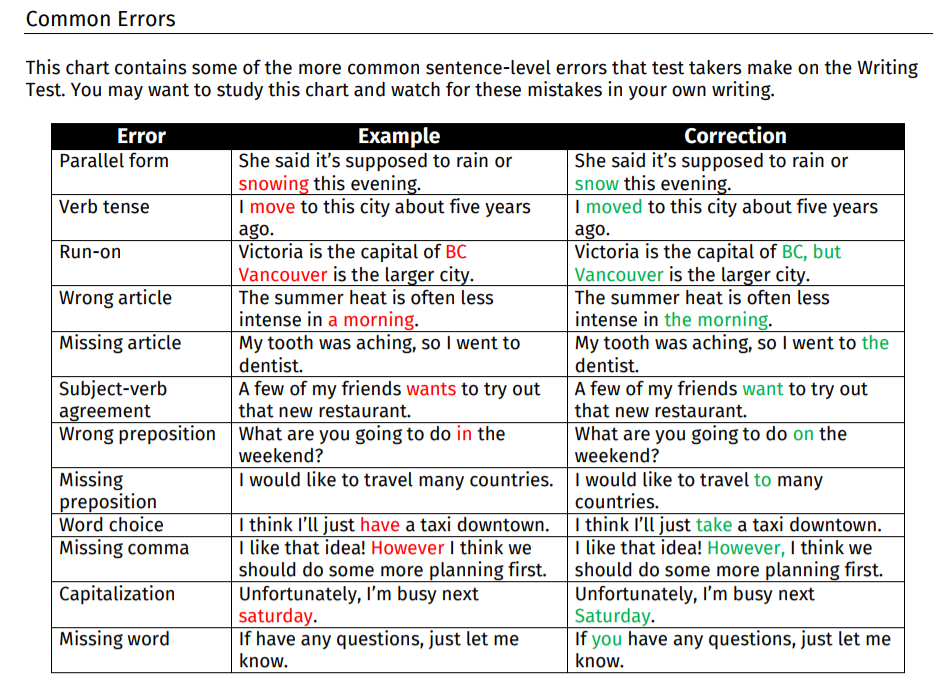 Common Errors
This chart contains some of the more common sentence-level errors that test takers make on the Writing
Test. You may want to study this chart and watch for these mistakes in your own writing.
Error Example Correction
Parallel form She said it's supposed to rain or She said it's supposed to rain or
snowing this evening. snow this evening.
Verb tense I move to this city about five years I moved to this city about five years
ago. ago.
Run-on Victoria is the capital of BC Victoria is the capital of BC, but
Vancouver is the larger city. Vancouver is the larger city.
Wrong article The summer heat is often less The summer heat is often less
intense in a morning. intense in the morning.
Missing article My tooth was aching, so I went to My tooth was aching, so I went to the
dentist. dentist.
Subject-verb A few of my friends wants to try out A few of my friends want to try out
agreement that new restaurant. that new restaurant.
Wrong preposition What are you going to do in the What are you going to do on the
weekend? weekend?
Missing I would like to travel many countries. I would like to travel to many
preposition countries.
Word choice I think I'll just have a taxi downtown. I think I'll just take a taxi downtown.
Missing comma I like that idea! However I think we I like that idea! However, I think we
should do some more planning first. should do some more planning first.
Capitalization Unfortunately, I'm busy next Unfortunately, I'm busy next
saturday. Saturday.
Missing word If have any questions, just let me If you have any questions, just let me
know. know.